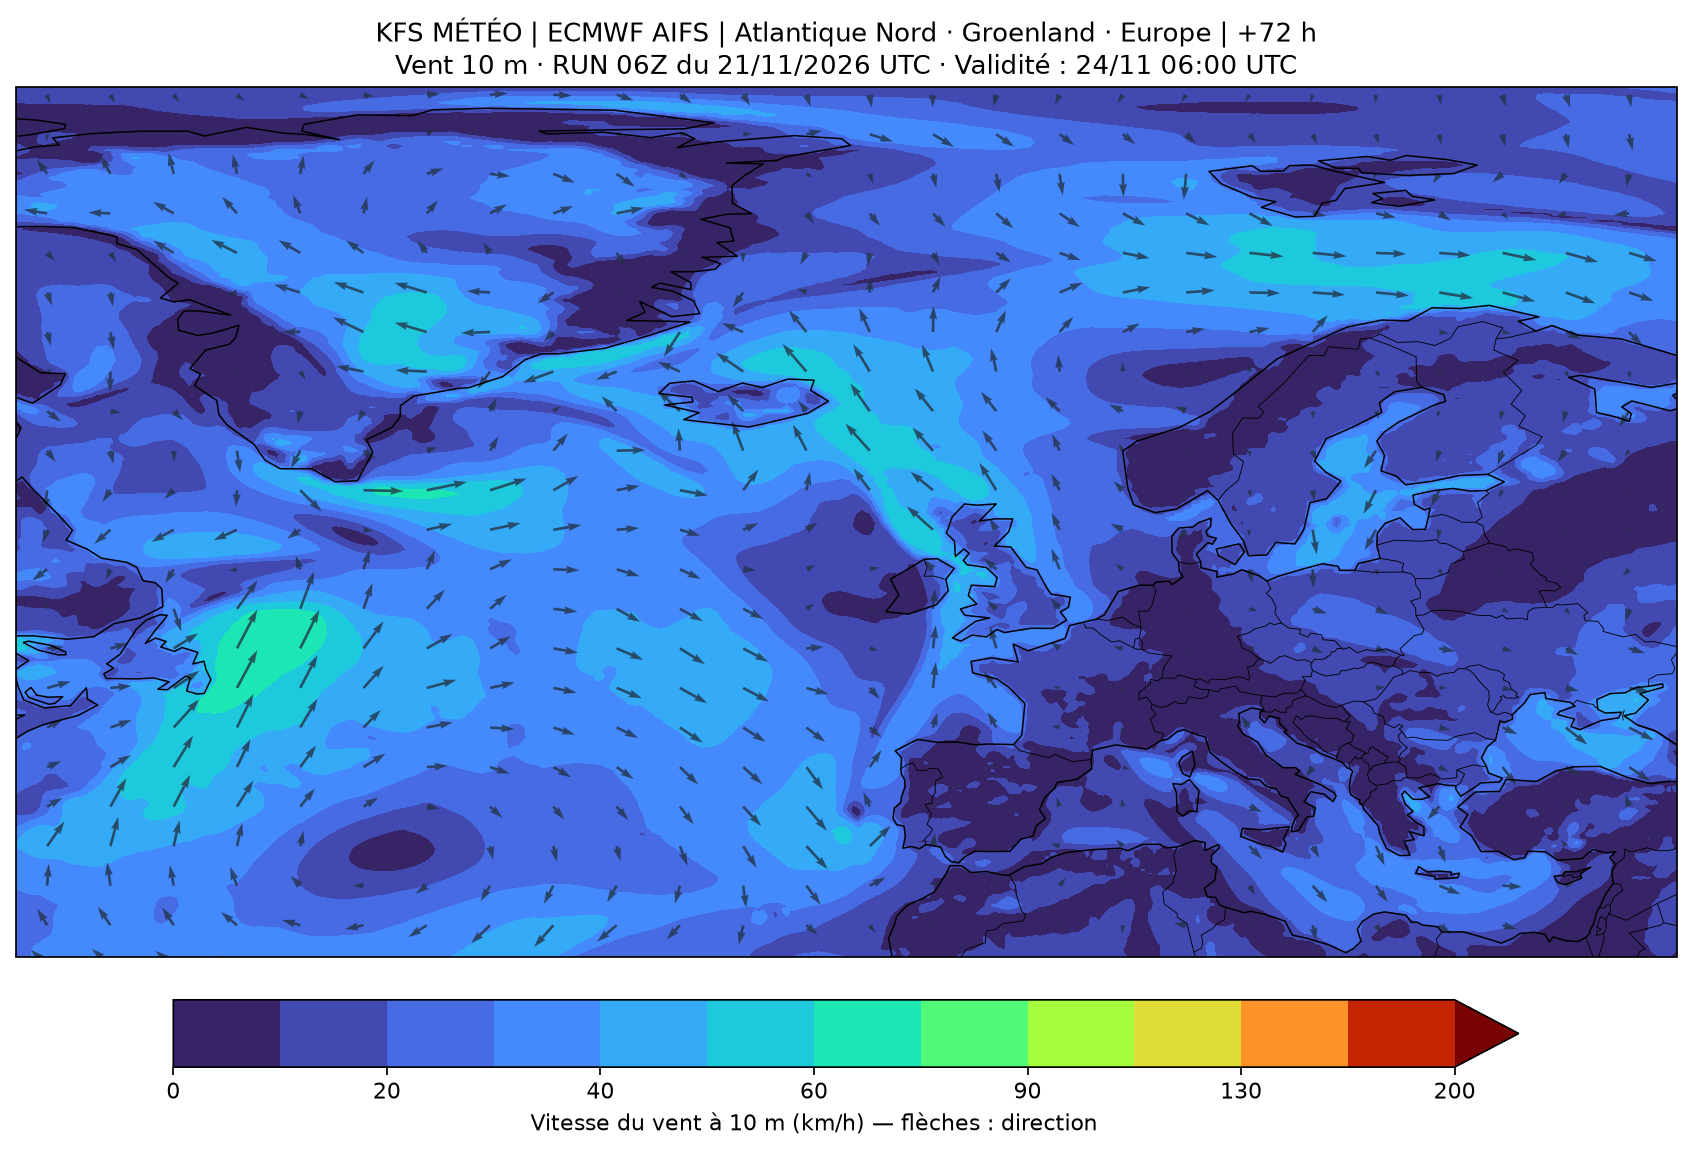 KFS MÉTÉO | ECMWF AIFS | Atlantique Nord · Groenland · Europe | +72 h
Vent 10 m · RUN 06Z du 21/11/2026 UTC · Validité : 24/11 06:00 UTC
0 20 40 60 90 130 200
Vitesse du vent à 10 m (km/h) — flèches : direction